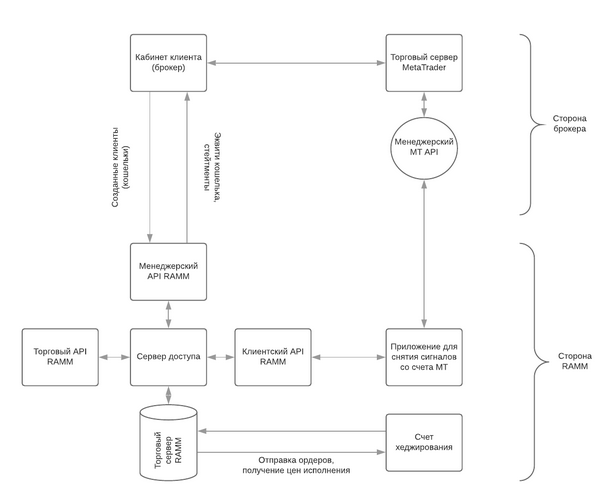 Кабинет клиента
(брокер)
Торговый сервер
MetaTrader
Сторона
брокера
Менеджерский
MT API
Созданные клиенты
(кошельки)
Эквити кошелька,
стейтменты
Менеджерский
API RAMM
Торговый API
RAMM
Сервер доступа
Клиентский API
RAMM
Приложение для
снятия сигналов
со счета МТ
Сторона
RAMM
Торговый
сервер
RAMM
Счет
хеджирования
Отправка ордеров,
получение цен исполнения